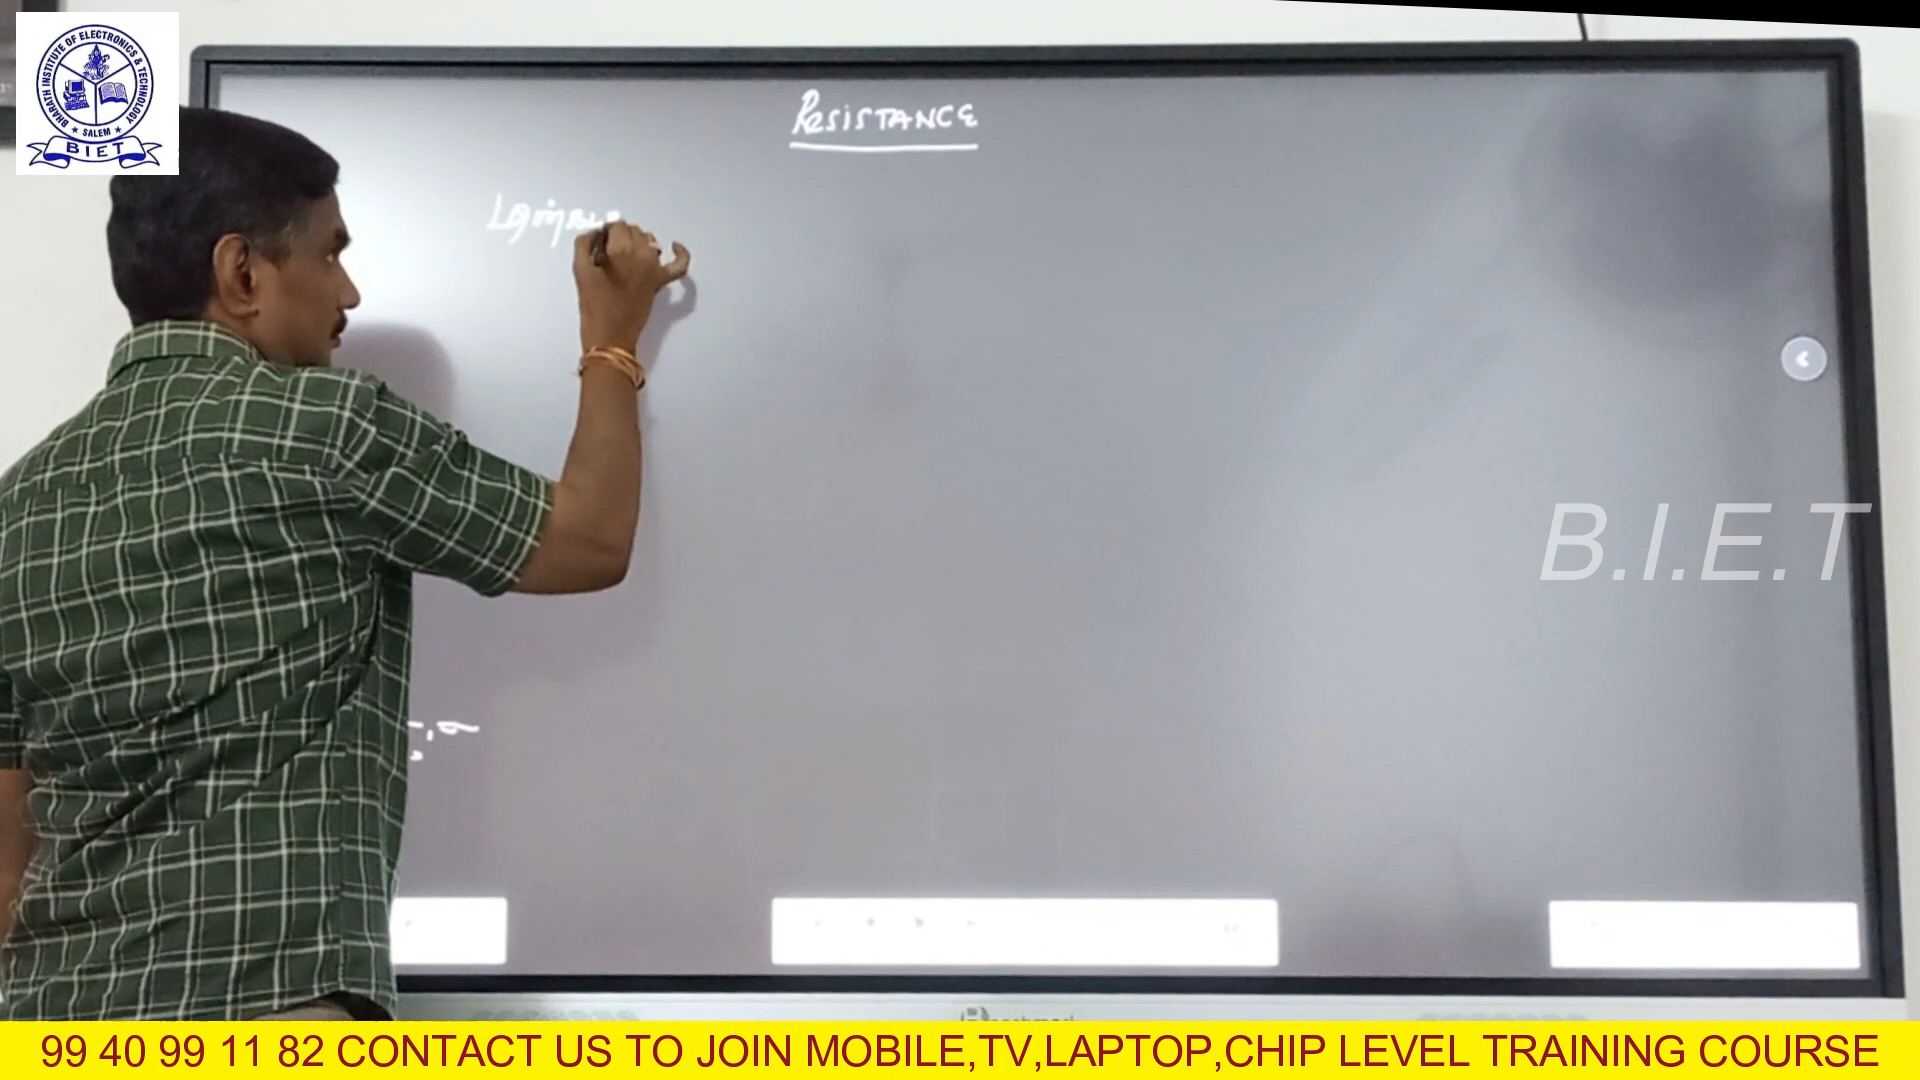 BHARATH INSTITUTE OF ELECTRONICS & TECHNOLOGY
★ SALEM ★
BIET
RESISTANCE
B.I.E.T
99 40 99 11 82 CONTACT US TO JOIN MOBILE,TV,LAPTOP,CHIP LEVEL TRAINING COURSE